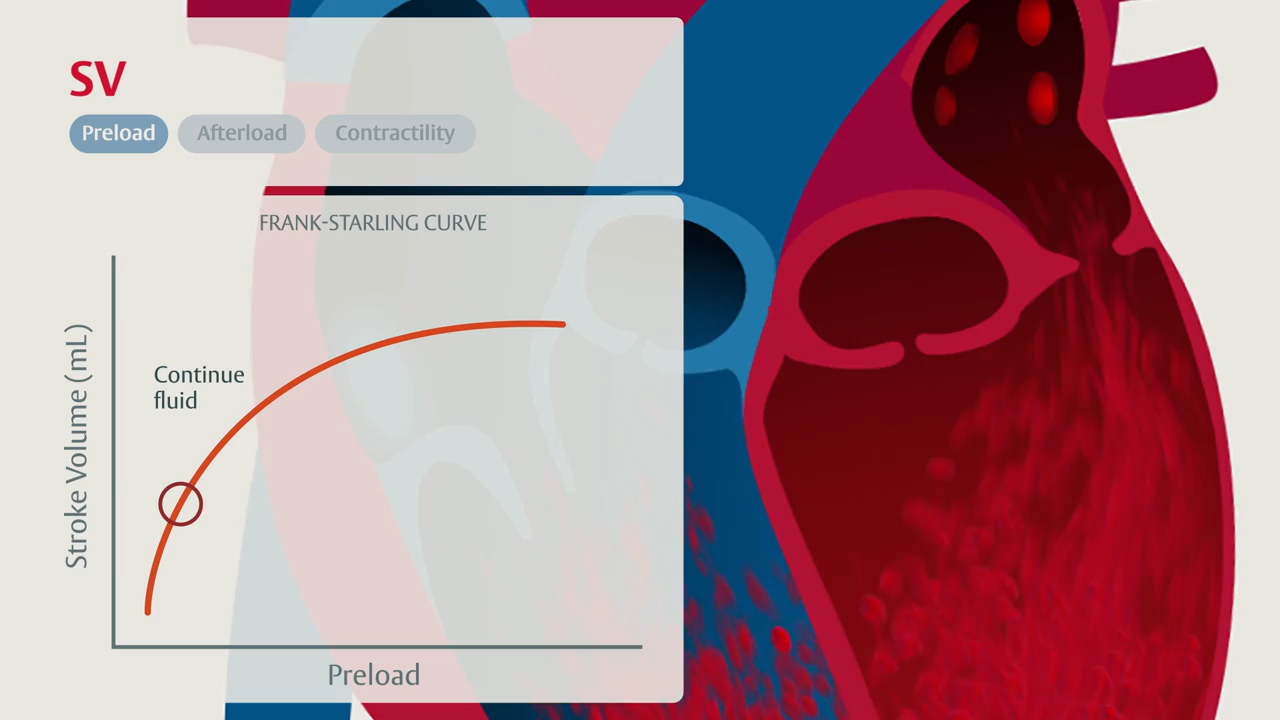 SV
Preload Afterload Contractility
FRANK-STARLING CURVE
Stroke Volume (mL)
Continue
fluid
Preload